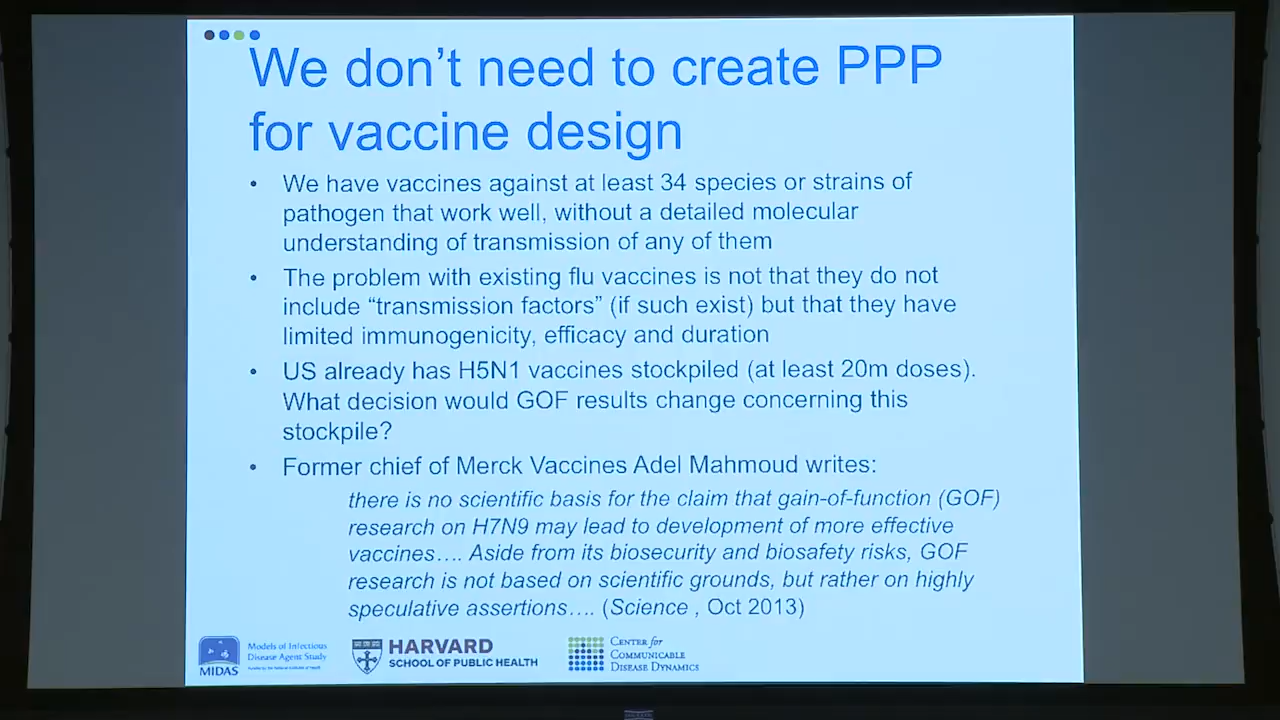 We don't need to create PPP
for vaccine design
• We have vaccines against at least 34 species or strains of
pathogen that work well, without a detailed molecular
understanding of transmission of any of them
• The problem with existing flu vaccines is not that they do not
include “transmission factors” (if such exist) but that they have
limited immunogenicity, efficacy and duration
• US already has H5N1 vaccines stockpiled (at least 20m doses).
What decision would GOF results change concerning this
stockpile?
• Former chief of Merck Vaccines Adel Mahmoud writes:
there is no scientific basis for the claim that gain-of-function (GOF)
research on H7N9 may lead to development of more effective
vaccines…. Aside from its biosecurity and biosafety risks, GOF
research is not based on scientific grounds, but rather on highly
speculative assertions…. (Science , Oct 2013)
MIDAS
Models of Infectious
Disease Agent Study
HARVARD
SCHOOL OF PUBLIC HEALTH
CENTER for
COMMUNICABLE
DISEASE DYNAMICS